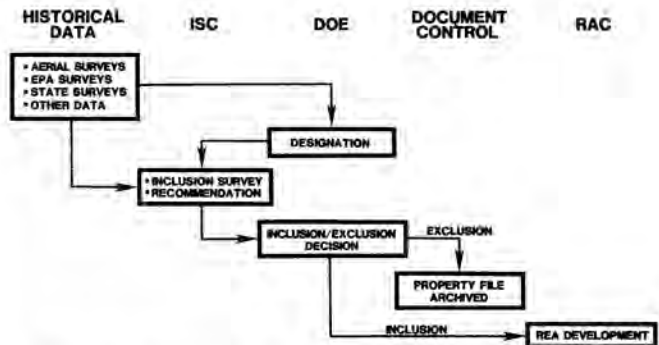 HISTORICAL DATA
ISC
DOE
DOCUMENT CONTROL
RAC
• AERIAL SURVEYS
• EPA SURVEYS
• STATE SURVEYS
• OTHER DATA
DESIGNATION
• INCLUSION SURVEY
• RECOMMENDATION
INCLUSION/EXCLUSION
DECISION
EXCLUSION
PROPERTY FILE
ARCHIVED
INCLUSION
REA DEVELOPMENT